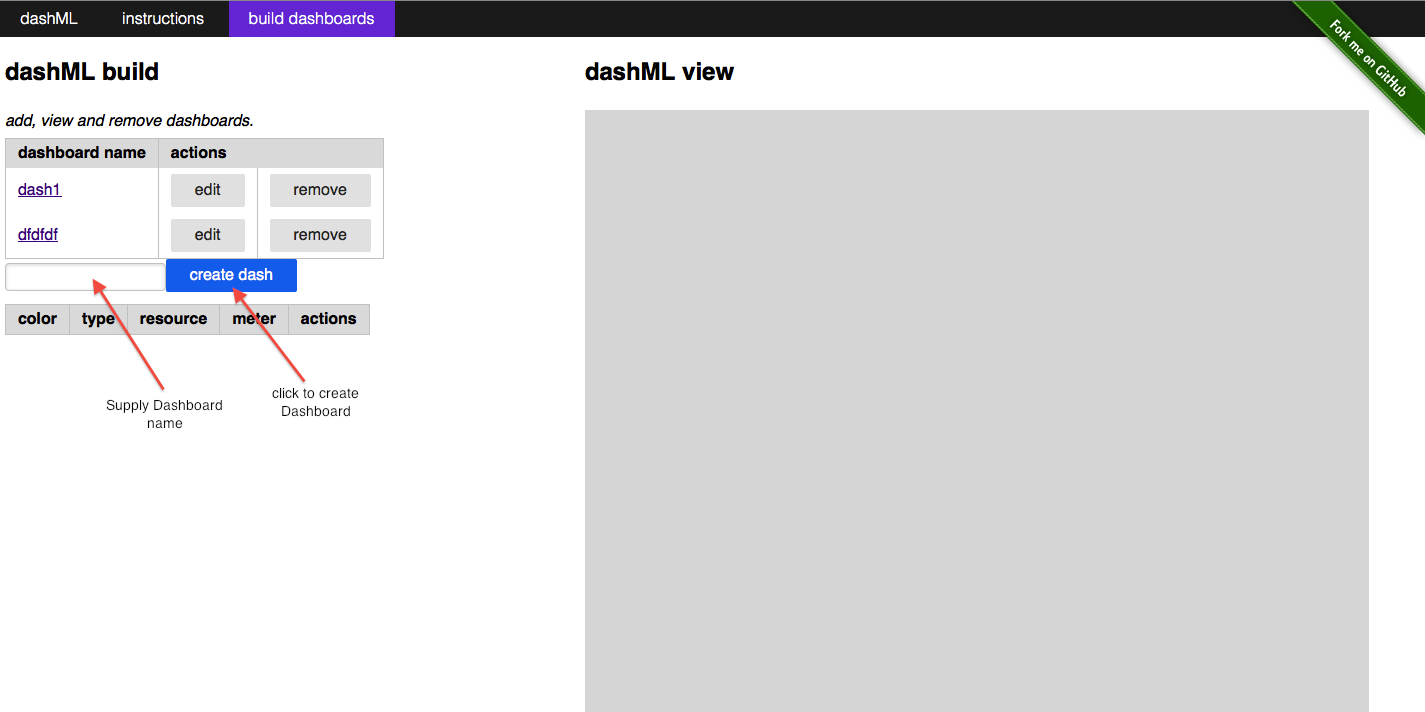 dashML instructions build dashboards
Fork me on GitHub
dashML build
dashML view
add, view and remove dashboards.
dashboard name actions
dash1 edit remove
dfdfdf edit remove
create dash
color type resource meter actions
Supply Dashboard
name
click to create
Dashboard